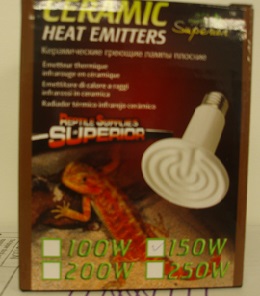 CERAMIC
HEAT EMITTERS
Superior
Керамические греющие лампы плоские
Emetteur thermique
infrarouge en céramique
Emettitore di calore a raggi
infrarossi in ceramica
Radiador térmico infrarojo cerámico
REPTILE SUPPLIES
SUPERIOR
100W 150W
200W 250W